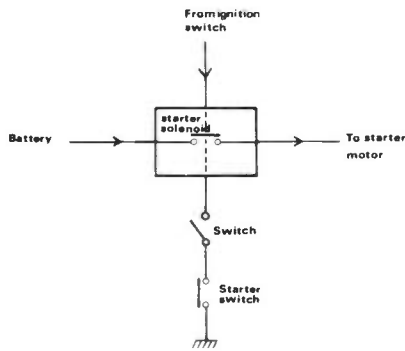 From ignition
switch
starter
solenoid
Battery
To starter
motor
Switch
Starter
switch